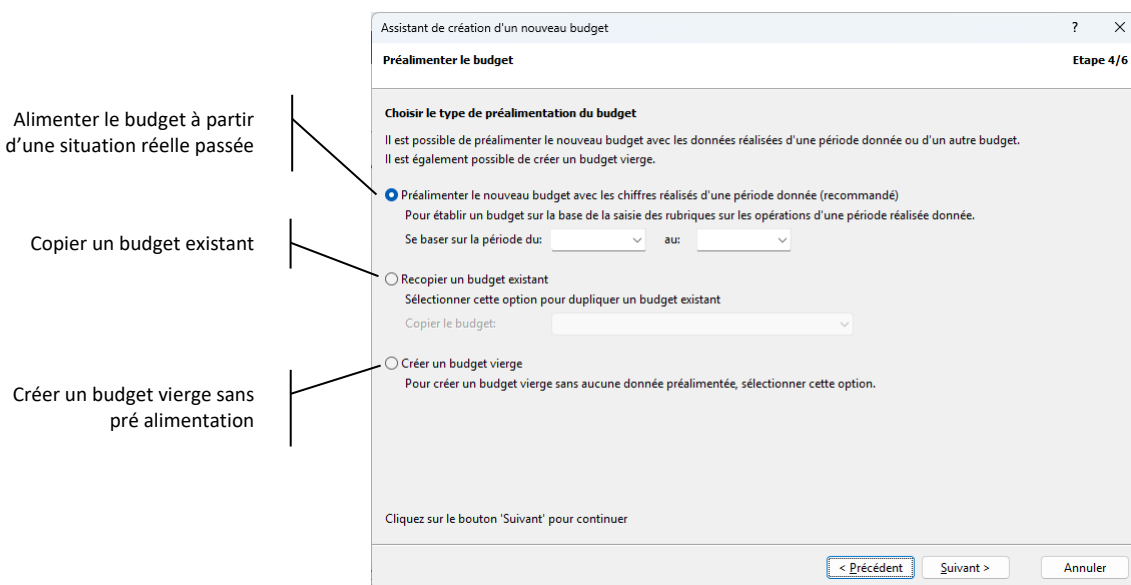 Assistant de création d'un nouveau budget
?
Préalimenter le budget
Etape 4/6
Choisir le type de préalimentation du budget
Il est possible de préalimenter le nouveau budget avec les données réalisées d'une période donnée ou d'un autre budget.
Il est également possible de créer un budget vierge.
Alimenter le budget à partir
d’une situation réelle passée
Préalimenter le nouveau budget avec les chiffres réalisés d'une période donnée (recommandé)
Pour établir un budget sur la base de la saisie des rubriques sur les opérations d'une période réalisée donnée.
Se baser sur la période du:
au:
Copier un budget existant
Recopier un budget existant
Sélectionner cette option pour dupliquer un budget existant
Copier le budget:
Créer un budget vierge sans
pré alimentation
Créer un budget vierge
Pour créer un budget vierge sans aucune donnée préalimentée, sélectionner cette option.
Cliquez sur le bouton 'Suivant' pour continuer
< Précédent
Suivant >
Annuler